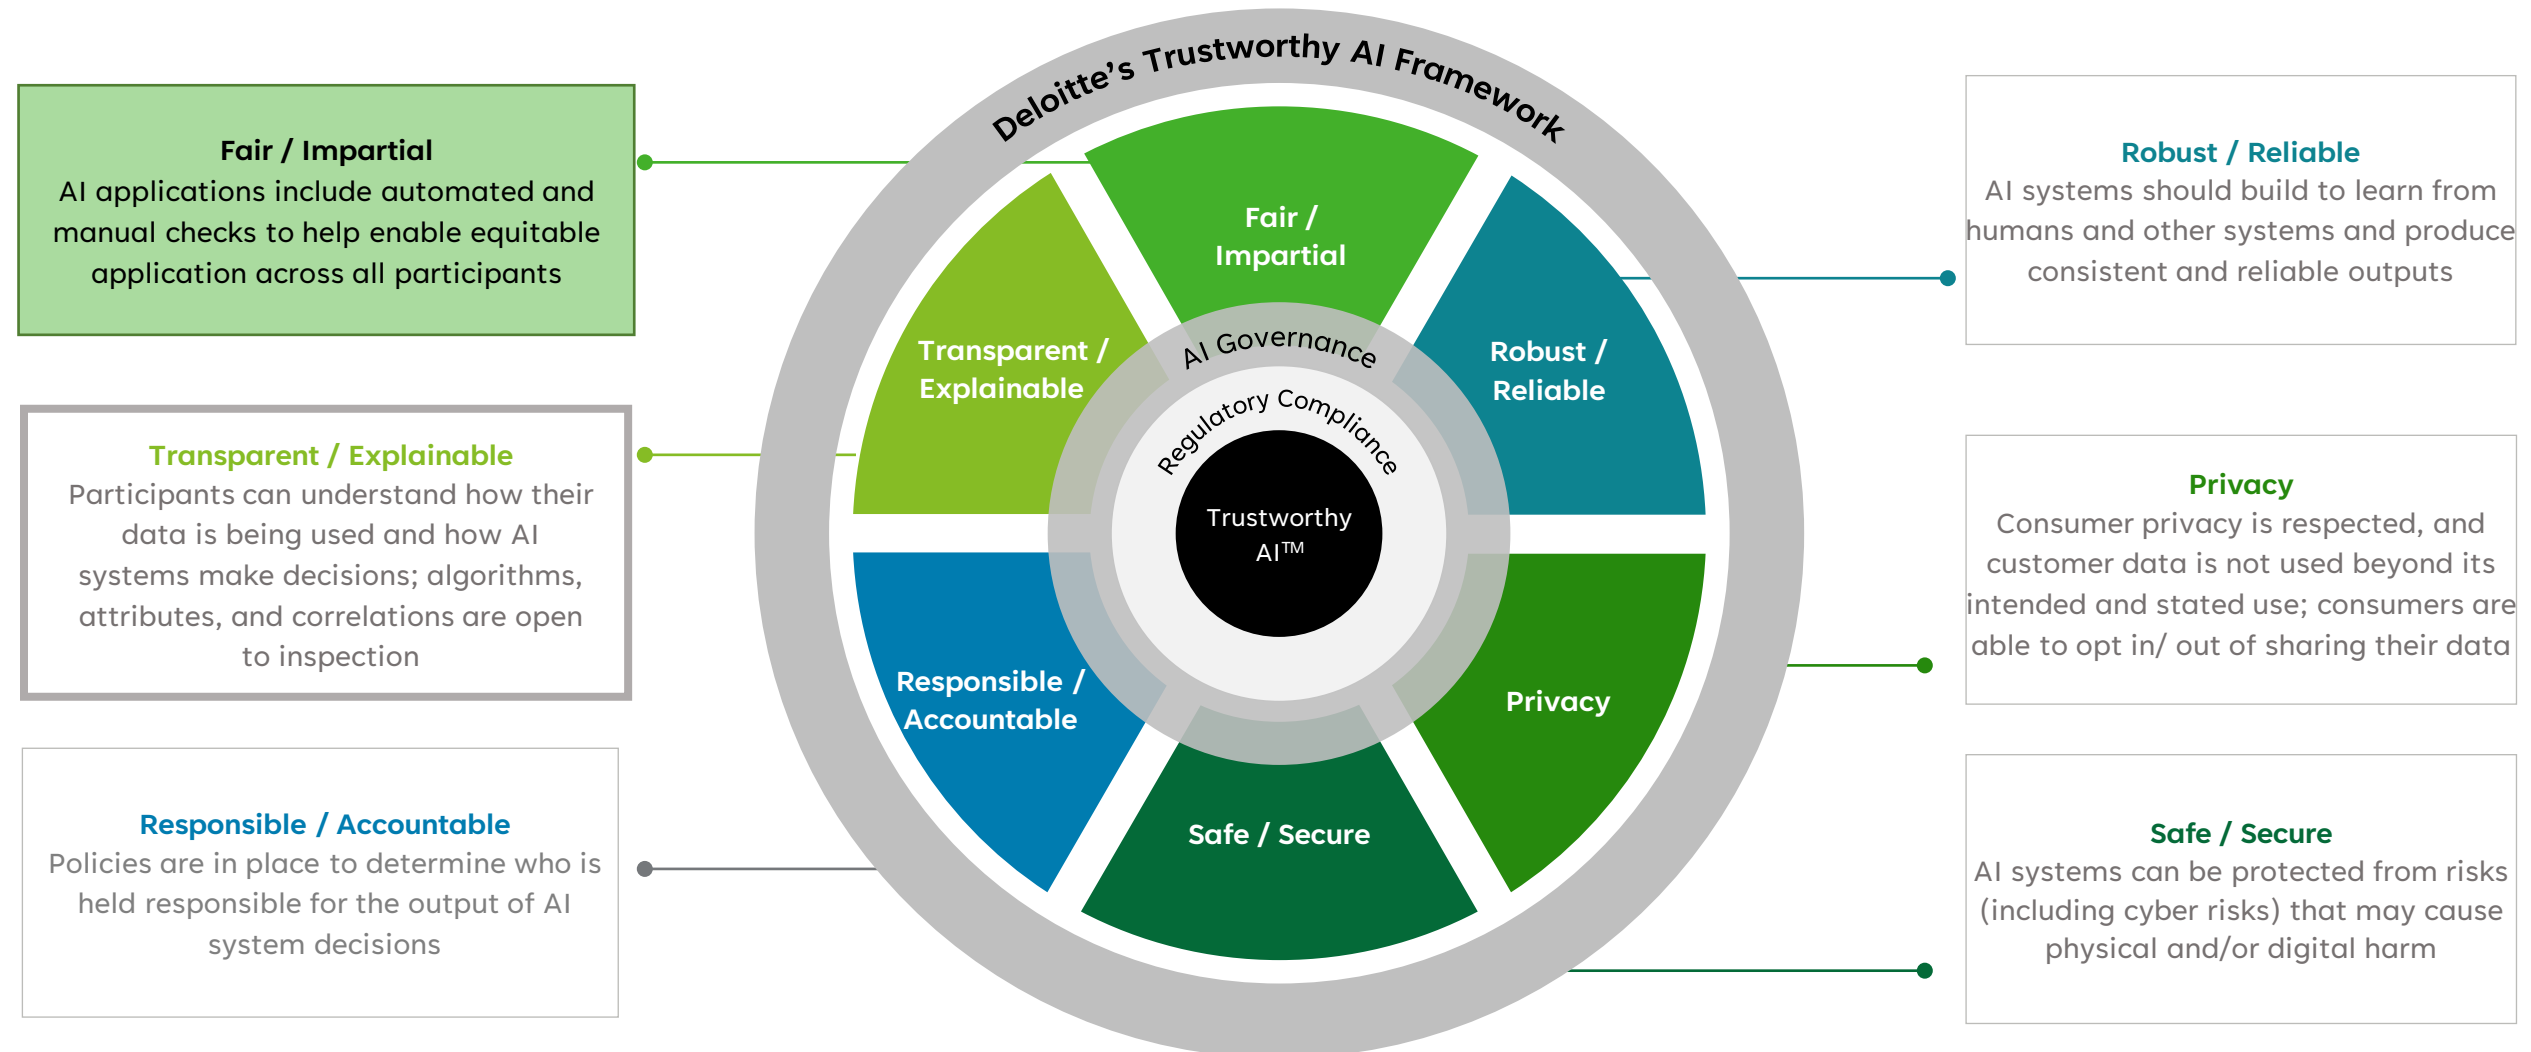 Deloitte's Trustworthy AI Framework
Fair / Impartial
AI applications include automated and
manual checks to help enable equitable
application across all participants
Transparent / Explainable
Participants can understand how their
data is being used and how AI
systems make decisions; algorithms,
attributes, and correlations are open
to inspection
Responsible / Accountable
Policies are in place to determine who is
held responsible for the output of AI
system decisions
Fair /
Impartial
Transparent /
Explainable
Robust /
Reliable
AI Governance
Regulatory Compliance
Trustworthy
AI™
Responsible /
Accountable
Privacy
Safe / Secure
Robust / Reliable
AI systems should build to learn from
humans and other systems and produce
consistent and reliable outputs
Privacy
Consumer privacy is respected, and
customer data is not used beyond its
intended and stated use; consumers are
able to opt in/ out of sharing their data
Safe / Secure
AI systems can be protected from risks
(including cyber risks) that may cause
physical and/or digital harm